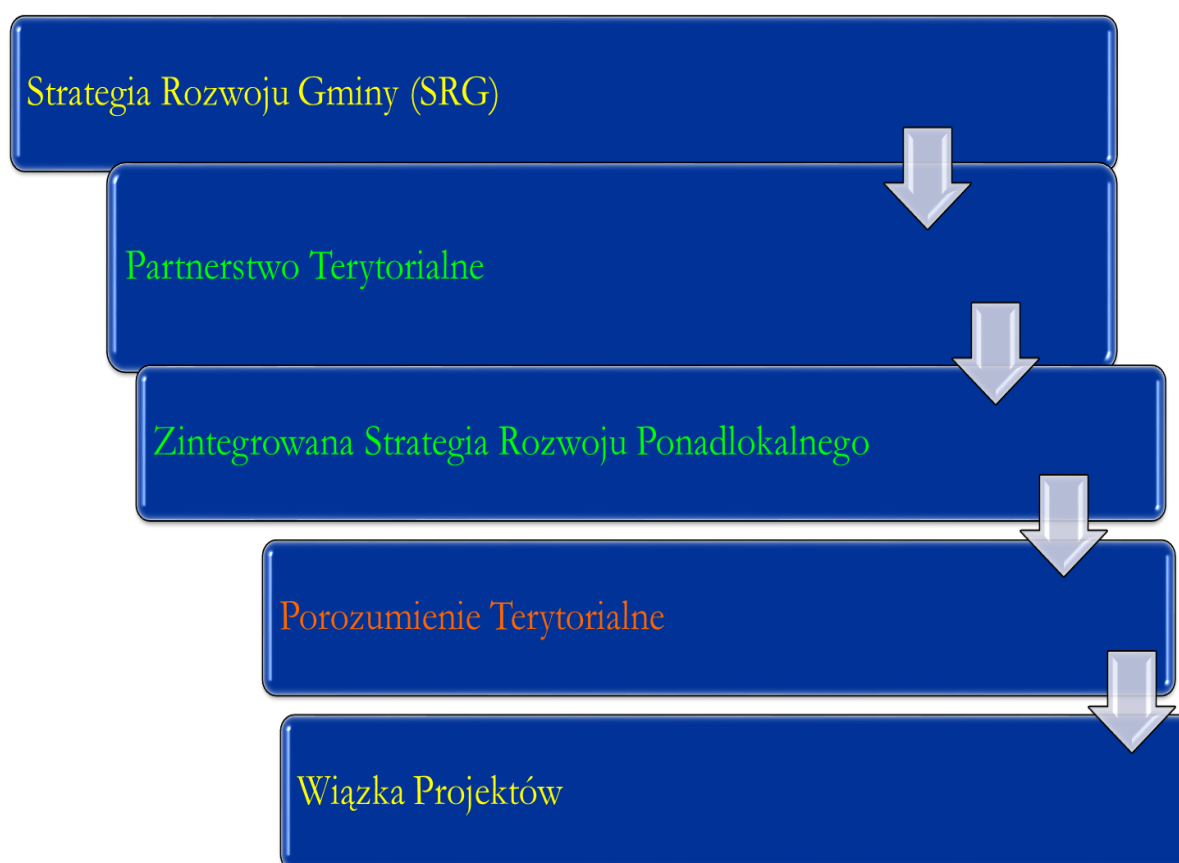 Strategia Rozwoju Gminy (SRG)
Partnerstwo Terytorialne
Zintegrowana Strategia Rozwoju Ponadlokalnego
Porozumienie Terytorialne
Wiązka Projektów